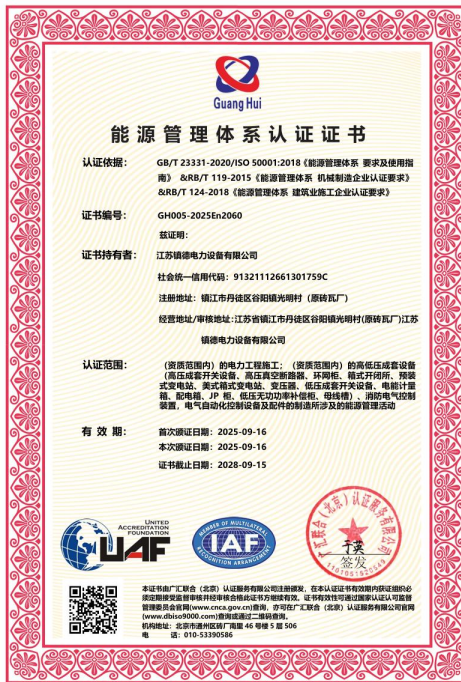 Guang Hui
能源管理体系认证证书
认证依据： GB/T 23331-2020/ISO 50001:2018《能源管理体系 要求及使用指
南》 &RB/T 119-2015《能源管理体系 机械制造企业认证要求》
&RB/T 124-2018《能源管理体系 建筑业施工企业认证要求》
证书编号： GH005-2025En2060
兹证明：
证书持有者： 江苏镇德电力设备有限公司
社会统一信用代码：91321112661301759C
注册地址：镇江市丹徒区谷阳镇光明村（原砖瓦厂）
经营地址/审核地址:江苏省镇江市丹徒区谷阳镇光明村(原砖瓦厂)江苏
镇德电力设备有限公司
认证范围： （资质范围内）的电力工程施工；（资质范围内）的高低压成套设备
（高压成套开关设备、高压真空断路器、环网柜、箱式开闭所、预装
式变电站、美式箱式变电站、变压器、低压成套开关设备、电能计量
箱、配电箱、JP 柜、低压无功功率补偿柜、母线槽）、消防电气控制
装置，电气自动化控制设备及配件的制造所涉及的能源管理活动
有 效 期： 首次颁证日期：2025-09-16
本次颁证日期：2025-09-16
证书截止日期：2028-09-15
UNITED
ACCREDITATION
FOUNDATION
UAF
MEMBER OF MULTILATERAL
IAF
RECOGNITION ARRANGEMENT
广汇联合（北京）认证服务有限公司
签发
1101051520549
本证书由广汇联合（北京）认证服务有限公司注册颁发，在本认证证书有效期内获证组织必
须定期接受监督审核并经审核合格此证书方继续有效。证书有效性可通过国家认证认可监督
管理委员会官网(www.cnca.gov.cn)查询，亦可在广汇联合（北京）认证服务有限公司官网
(www.dbiso9000.com)查询或通过二维码查询。
机构地址：北京市通州区砖厂南里 46 号楼 5 层 506
电 话：010-53390586